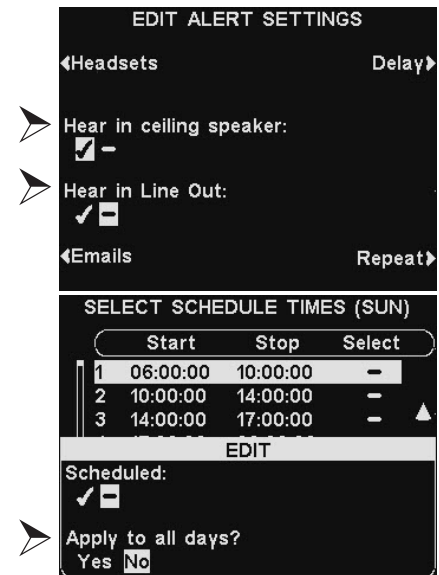 EDIT ALERT SETTINGS
Headsets Delay
Hear in ceiling speaker:
✓ –
Hear in Line Out:
✓ –
Emails Repeat
SELECT SCHEDULE TIMES (SUN)
Start Stop Select
1 06:00:00 10:00:00 –
2 10:00:00 14:00:00 –
3 14:00:00 17:00:00 –
EDIT
Scheduled:
✓ –
Apply to all days?
Yes No